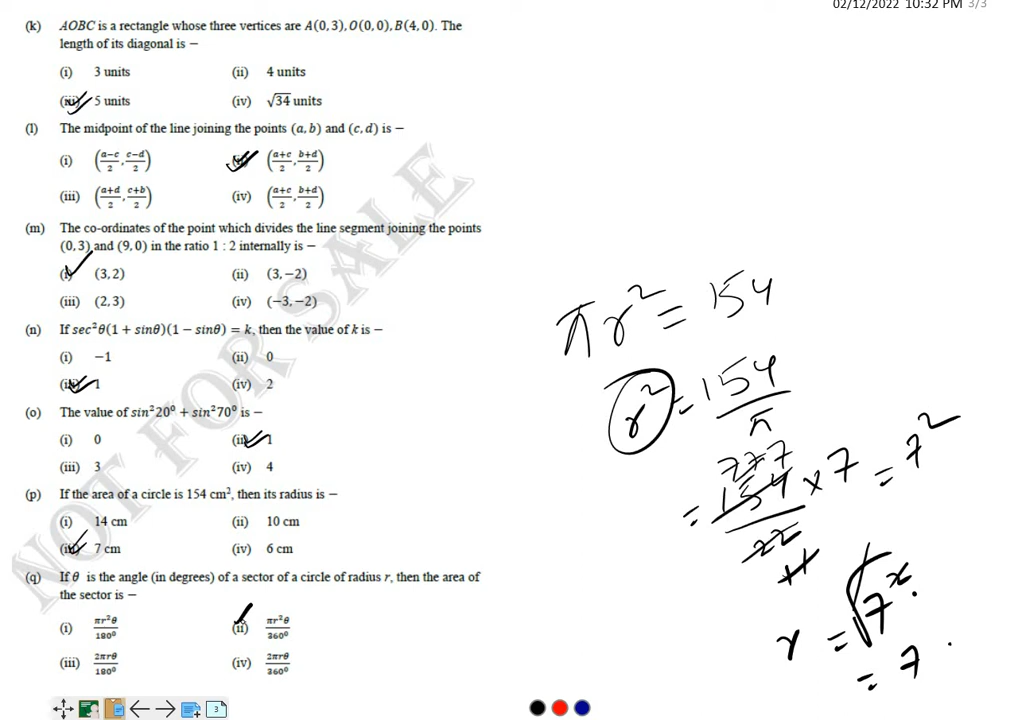 02/12/2022 10:32 PM 3/3
(k) AOBC is a rectangle whose three vertices are A(0,3), O(0,0), B(4,0). The
length of its diagonal is –
(i) 3 units (ii) 4 units
(iii) 5 units (iv) √34 units
(l) The midpoint of the line joining the points (a, b) and (c, d) is –
(i) ((a−c)/2, (c−d)/2) ((a+c)/2, (b+d)/2)
(iii) ((a+d)/2, (c+b)/2) (iv) ((a+c)/2, (b+d)/2)
(m) The co-ordinates of the point which divides the line segment joining the points
(0,3) and (9,0) in the ratio 1 : 2 internally is –
(i) (3,2) (ii) (3,−2)
(iii) (2,3) (iv) (−3,−2)
(n) If sec²θ(1 + sinθ)(1 − sinθ) = k, then the value of k is –
(i) −1 (ii) 0
(iii) 1 (iv) 2
(o) The value of sin²20⁰ + sin²70⁰ is –
(i) 0 (ii) 1
(iii) 3 (iv) 4
(p) If the area of a circle is 154 cm², then its radius is –
(i) 14 cm (ii) 10 cm
(iii) 7 cm (iv) 6 cm
(q) If θ is the angle (in degrees) of a sector of a circle of radius r, then the area of
the sector is –
(i) πr²θ/180⁰ (ii) πr²θ/360⁰
(iii) 2πrθ/180⁰ (iv) 2πrθ/360⁰
NOT FOR SALE
πr² = 154
r² = 154/π
= 154/22 × 7 = 7²
r = √7²
= 7
3